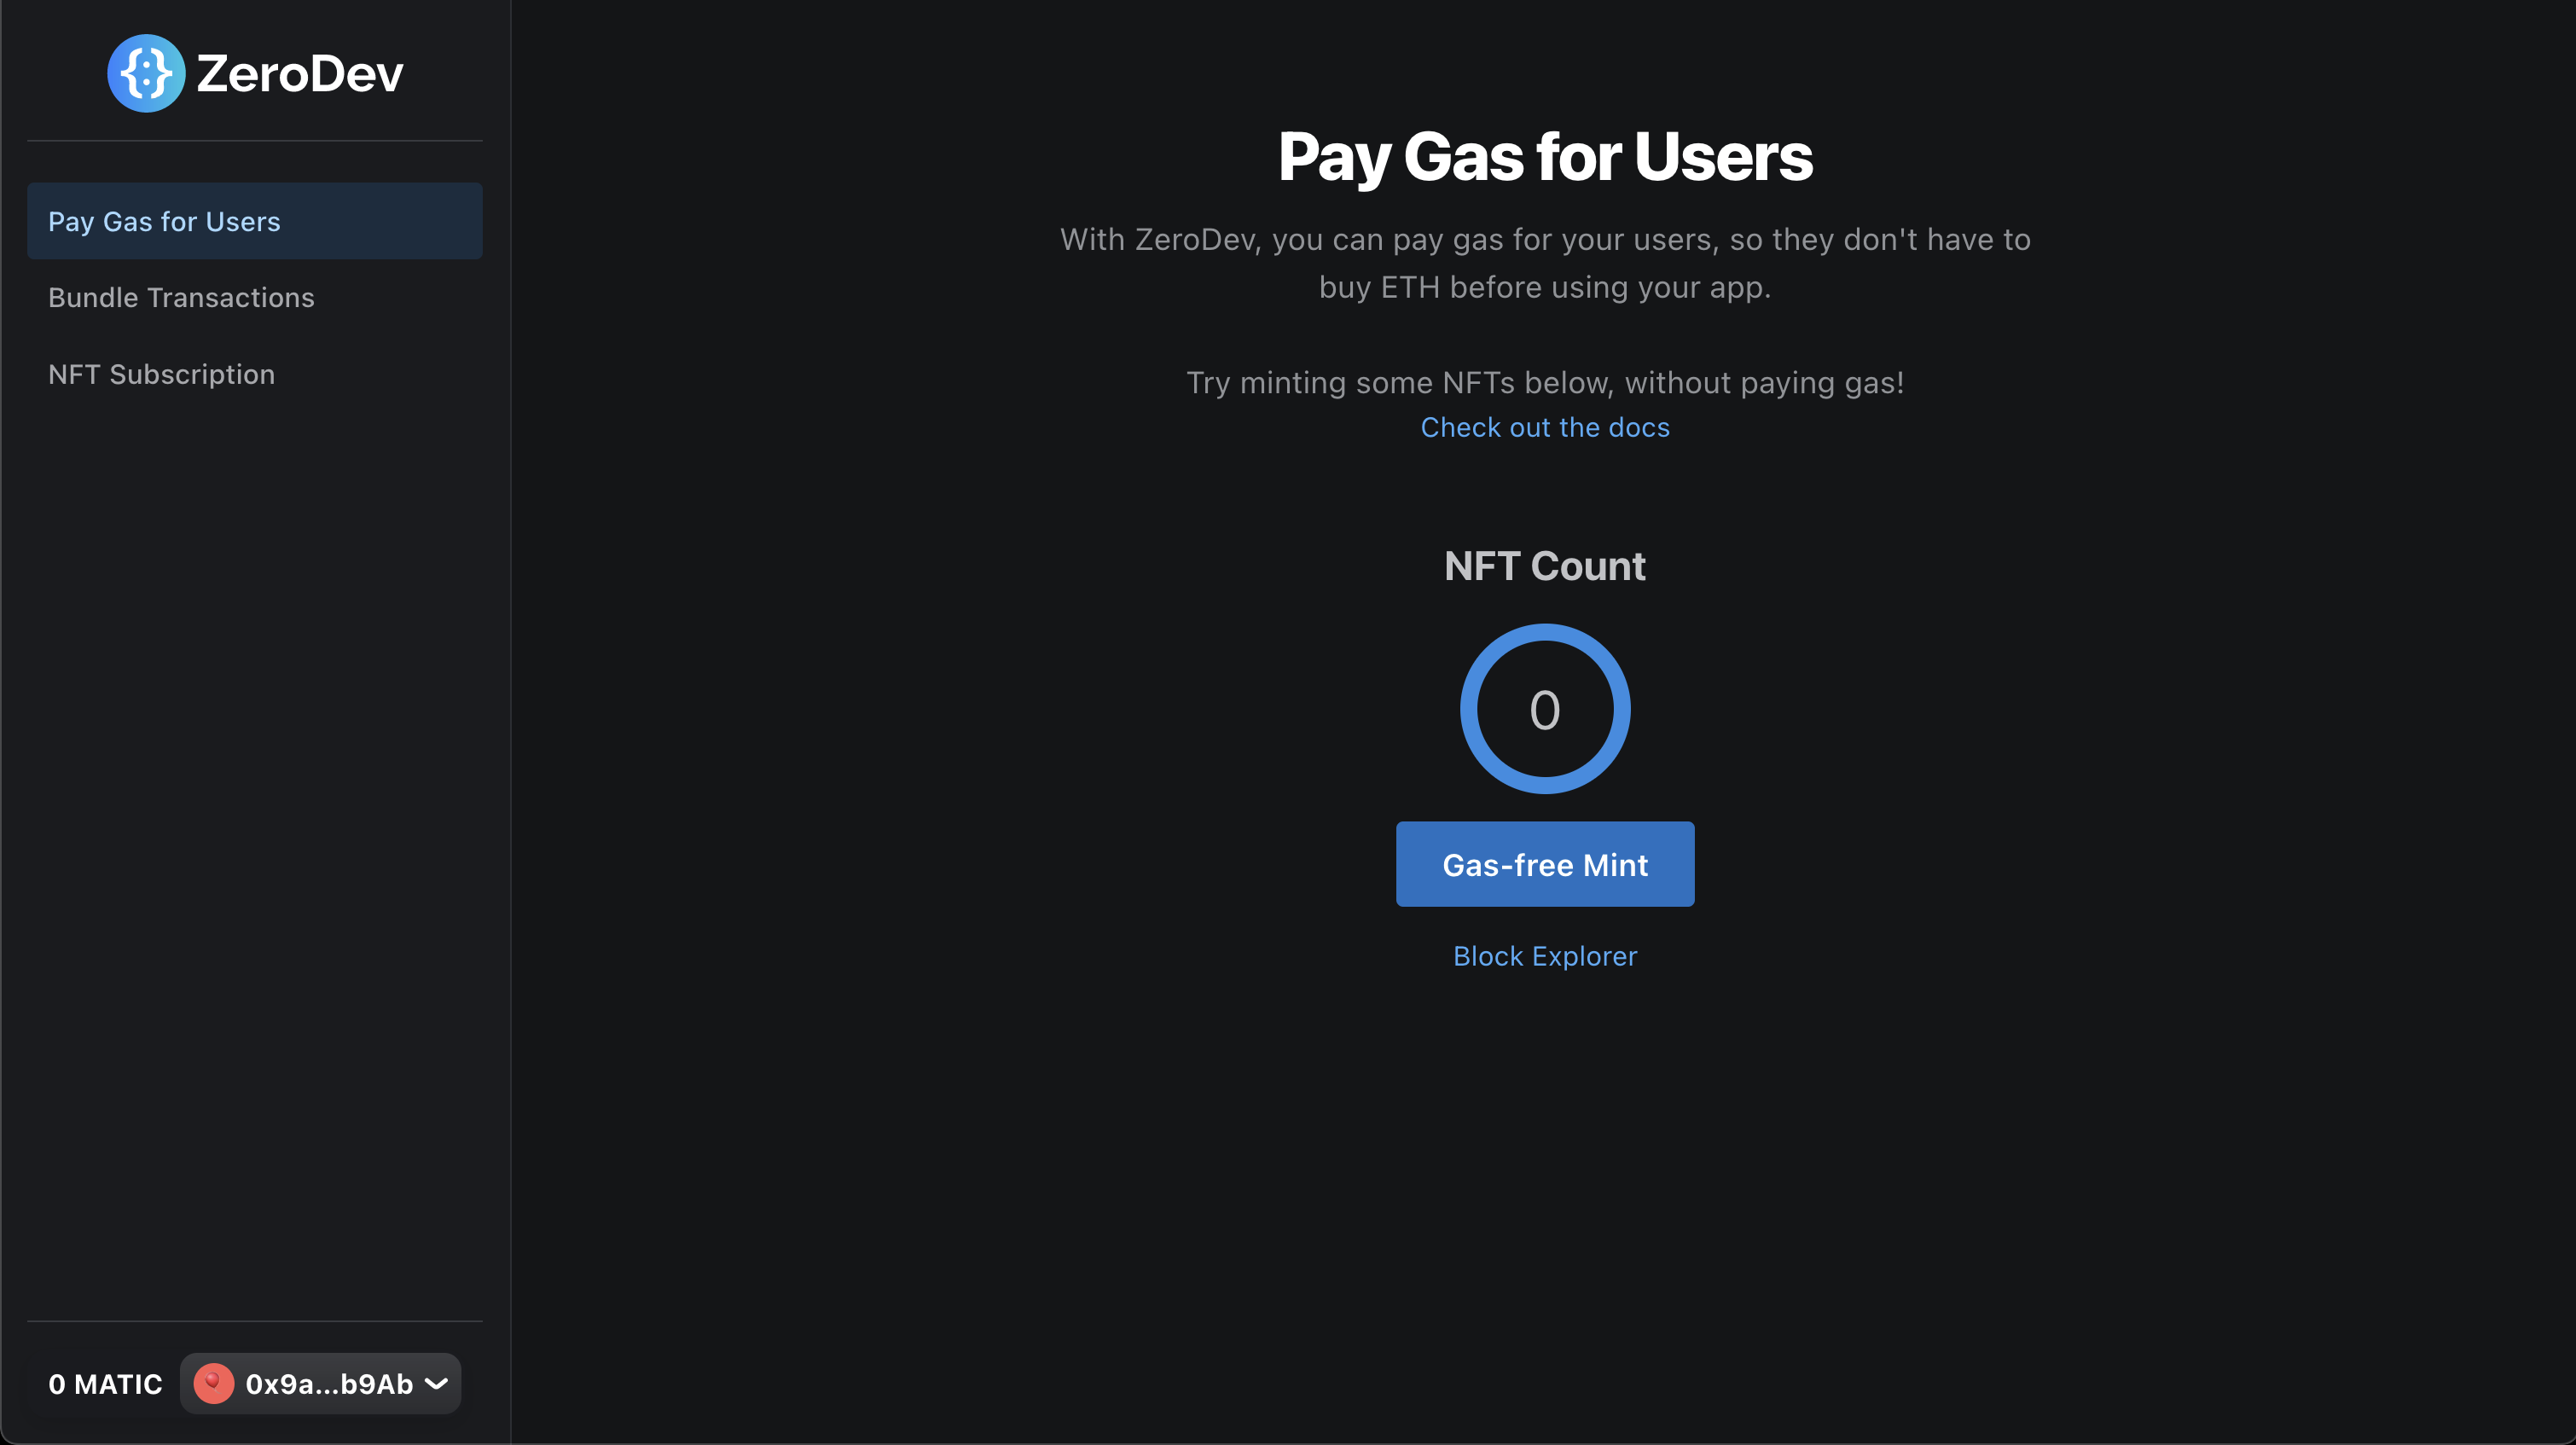 ZeroDev
Pay Gas for Users
Bundle Transactions
NFT Subscription
0 MATIC
0x9a...b9Ab
Pay Gas for Users
With ZeroDev, you can pay gas for your users, so they don't have to
buy ETH before using your app.
Try minting some NFTs below, without paying gas!
Check out the docs
NFT Count
0
Gas-free Mint
Block Explorer